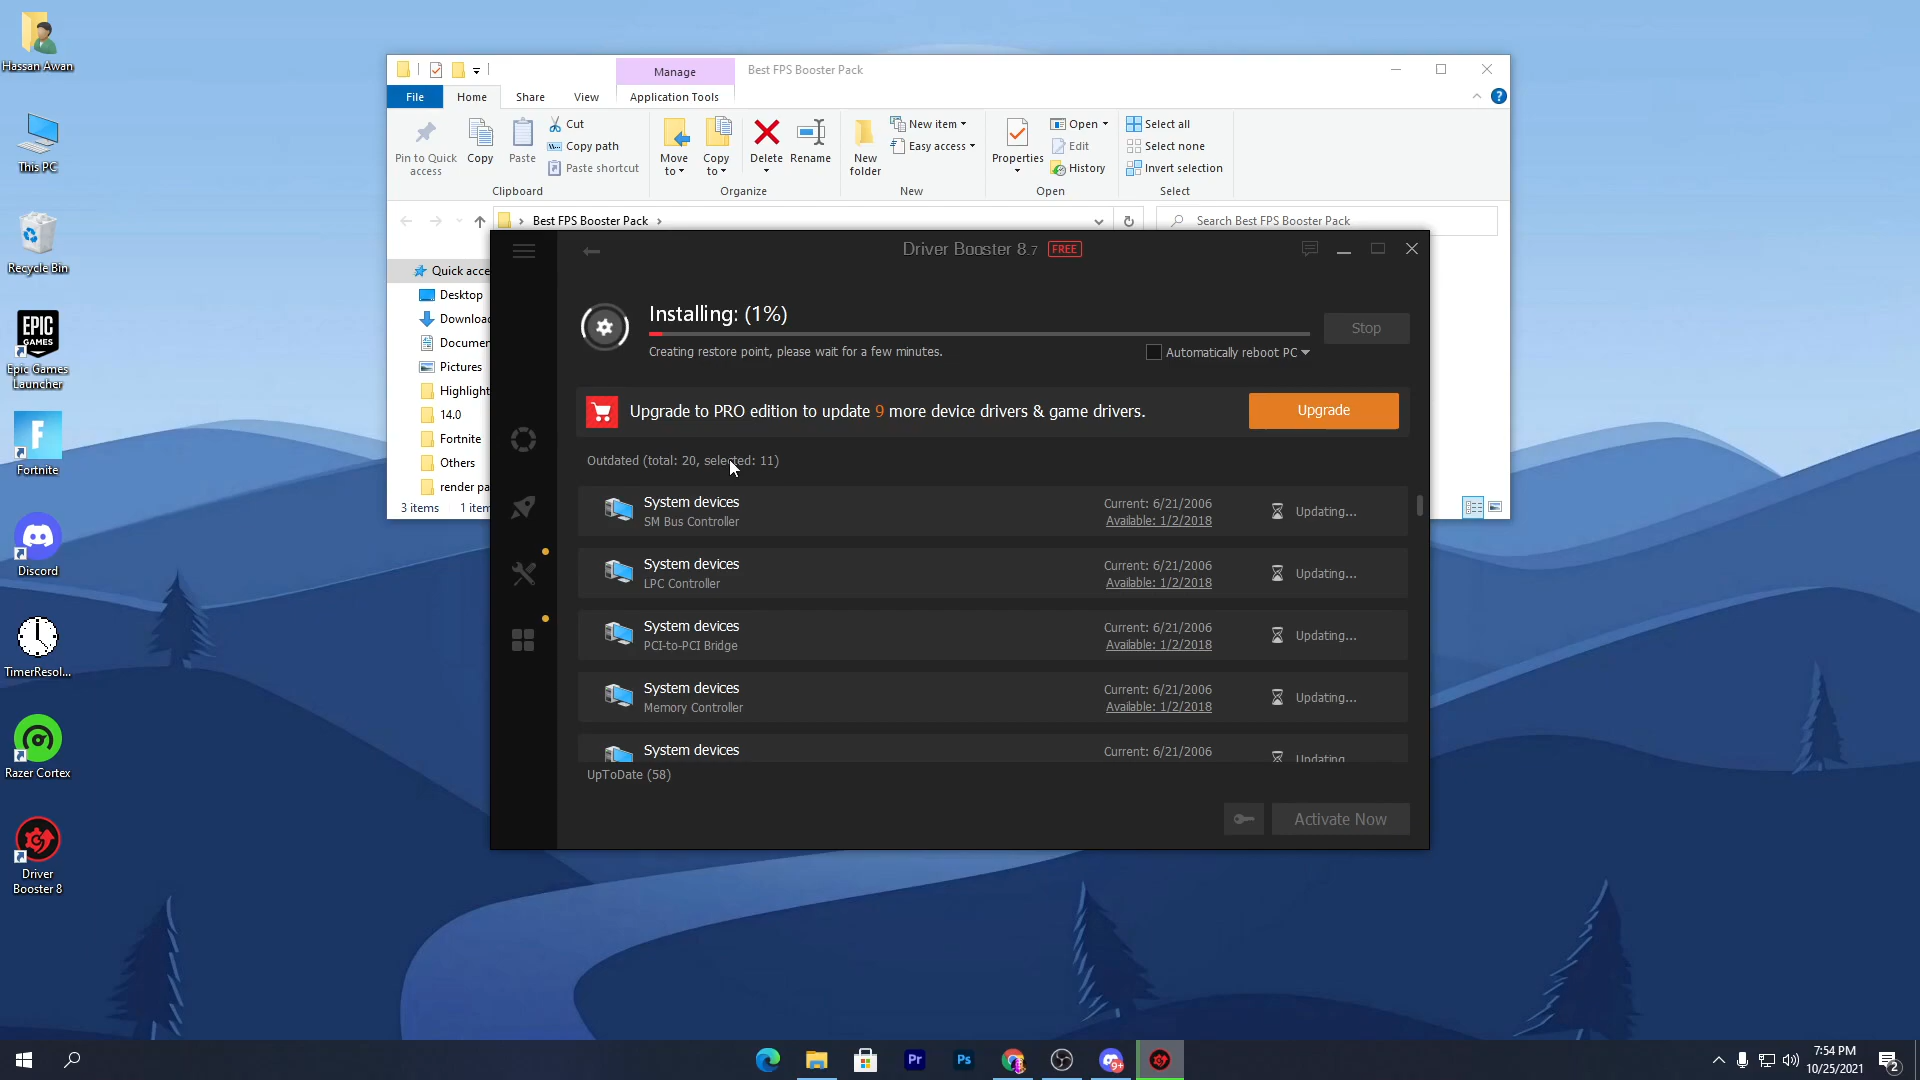 Hassan Awan
This PC
Recycle Bin
EPIC
GAMES
Epic Games
Launcher
Fortnite
Discord
TimerResol...
Razer Cortex
Driver
Booster 8
Manage
Best FPS Booster Pack
File
Home
Share
View
Application Tools
Pin to Quick
access
Copy
Paste
Cut
Copy path
Paste shortcut
Clipboard
Move
to
Copy
to
Delete
Rename
Organize
New
folder
New item
Easy access
New
Properties
Open
Edit
History
Open
Select all
Select none
Invert selection
Select
Best FPS Booster Pack
Search Best FPS Booster Pack
Quick acce
Desktop
Downloa
Documen
Pictures
Highlight
14.0
Fortnite
Others
render pa
3 items
1 item
Driver Booster 8.7 FREE
Installing: (1%)
Stop
Creating restore point, please wait for a few minutes.
Automatically reboot PC
Upgrade to PRO edition to update 9 more device drivers & game drivers.
Upgrade
Outdated (total: 20, selected: 11)
System devices
SM Bus Controller
Current: 6/21/2006
Available: 1/2/2018
Updating...
System devices
LPC Controller
Current: 6/21/2006
Available: 1/2/2018
Updating...
System devices
PCI-to-PCI Bridge
Current: 6/21/2006
Available: 1/2/2018
Updating...
System devices
Memory Controller
Current: 6/21/2006
Available: 1/2/2018
Updating...
System devices
Current: 6/21/2006
Updating
UpToDate (58)
Activate Now
Pr
Ps
9+
7:54 PM
10/25/2021
2